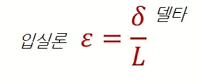 입실론 ε = δ / L 델타